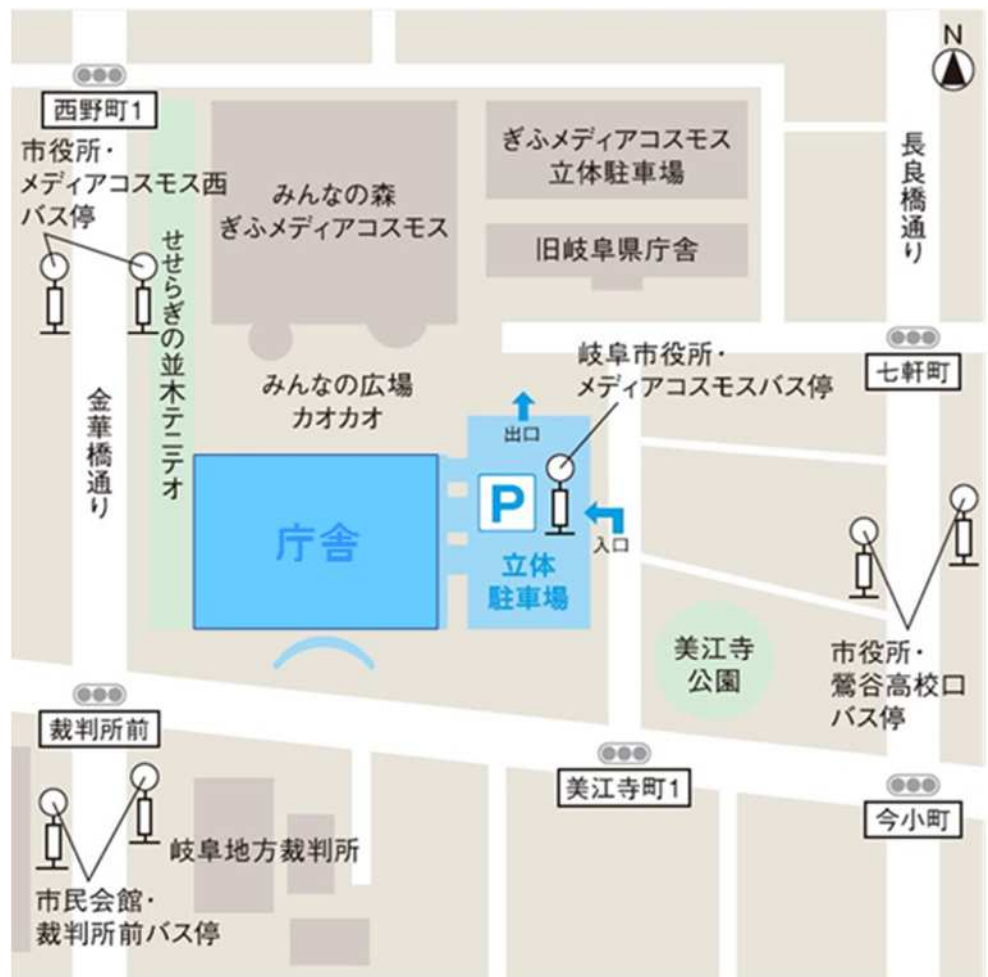 N
西野町1
市役所・
メディアコスモス西
バス停
せせらぎの並木テニテオ
みんなの森
ぎふメディアコスモス
ぎふメディアコスモス
立体駐車場
旧岐阜県庁舎
長良橋通り
七軒町
岐阜市役所・
メディアコスモスバス停
みんなの広場
カオカオ
金華橋通り
出口
P
入口
立体
駐車場
庁舎
美江寺
公園
市役所・
鶯谷高校口
バス停
裁判所前
美江寺町1
今小町
岐阜地方裁判所
市民会館・
裁判所前バス停